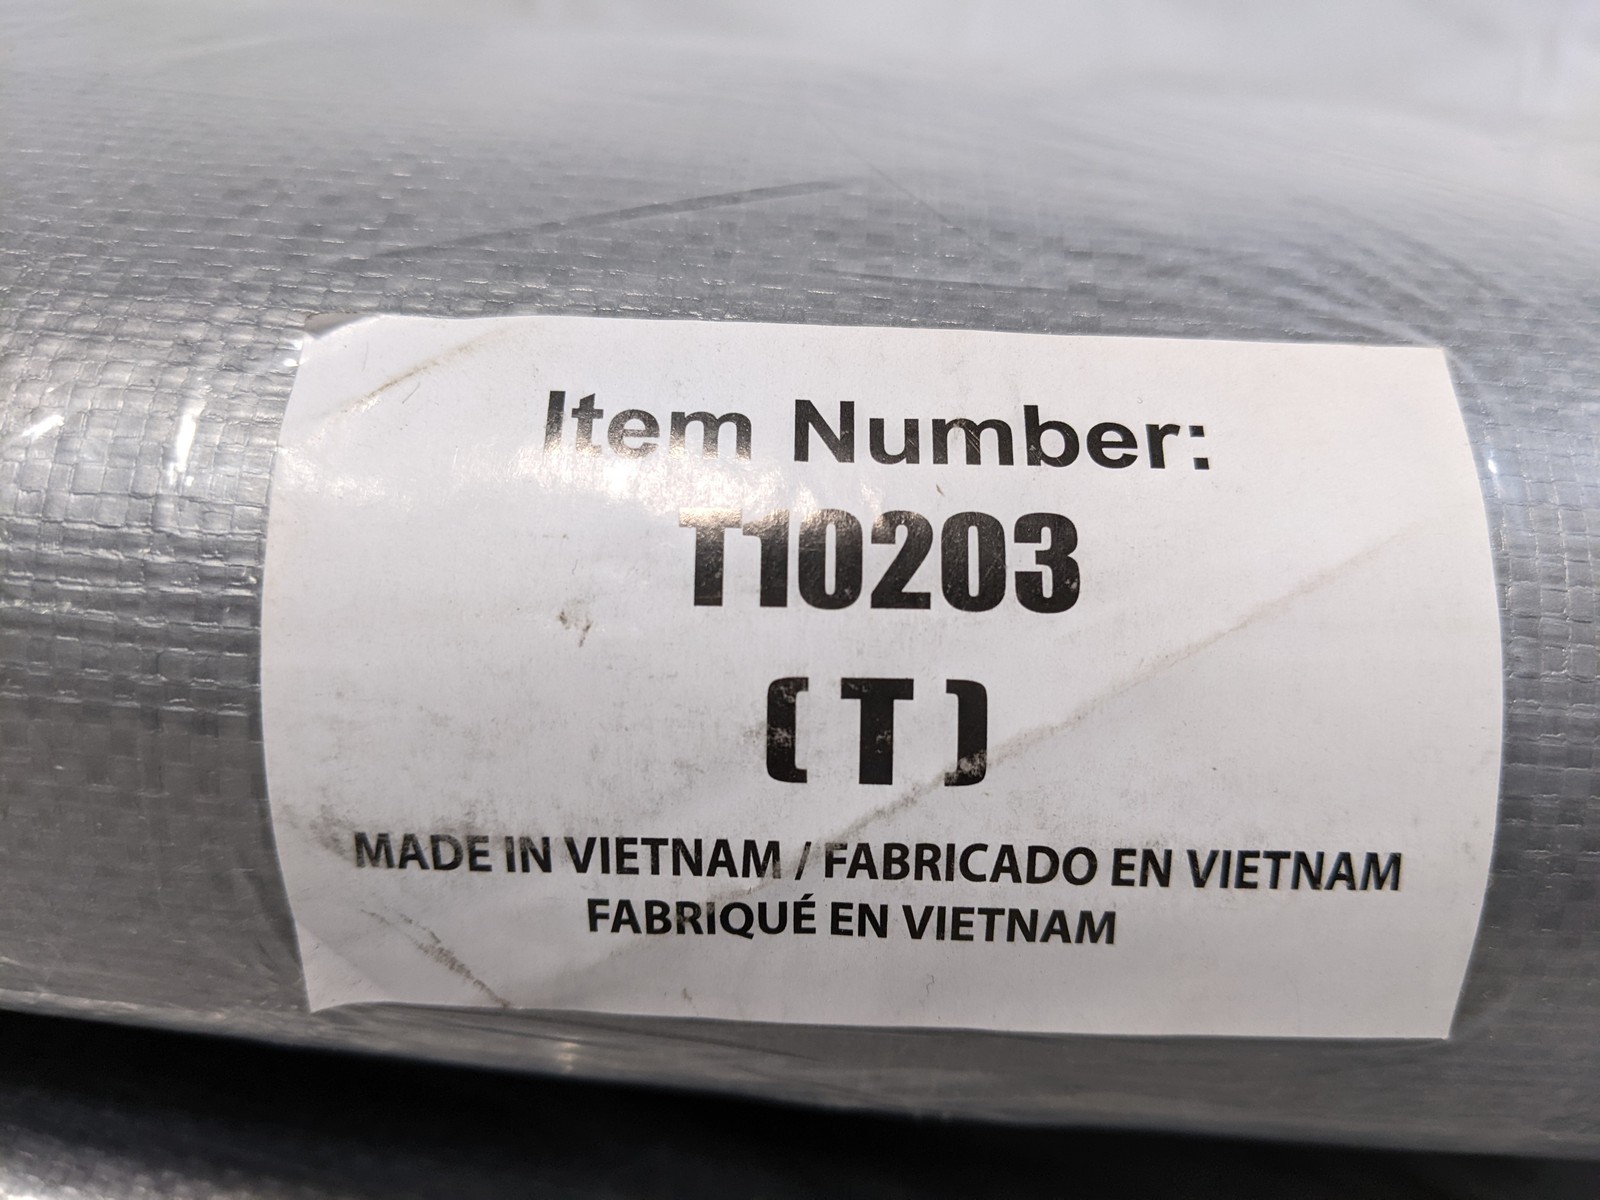 Item Number:
T10203
(T)
MADE IN VIETNAM / FABRICADO EN VIETNAM
FABRIQUÉ EN VIETNAM